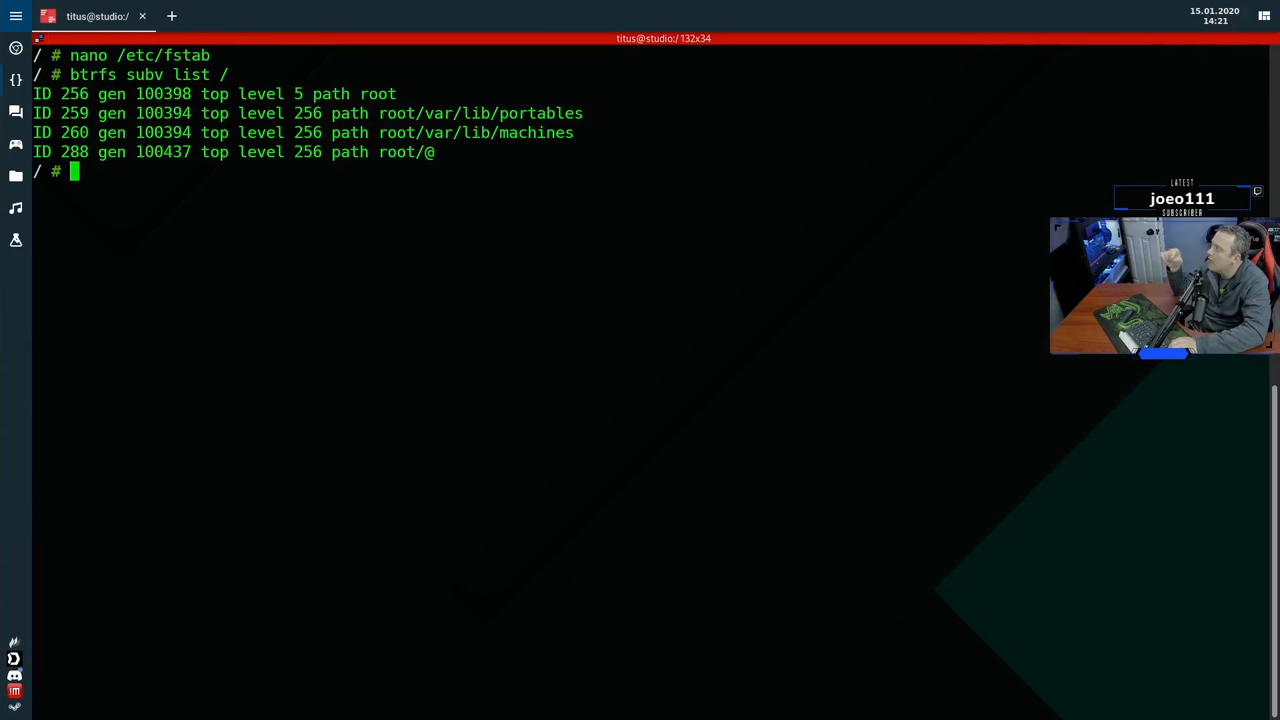 titus@studio:/
15.01.2020
14:21
titus@studio:/ 132x34
/ # nano /etc/fstab
/ # btrfs subv list /
ID 256 gen 100398 top level 5 path root
ID 259 gen 100394 top level 256 path root/var/lib/portables
ID 260 gen 100394 top level 256 path root/var/lib/machines
ID 288 gen 100437 top level 256 path root/@
/ #
LATEST
joeo111
SUBSCRIBER